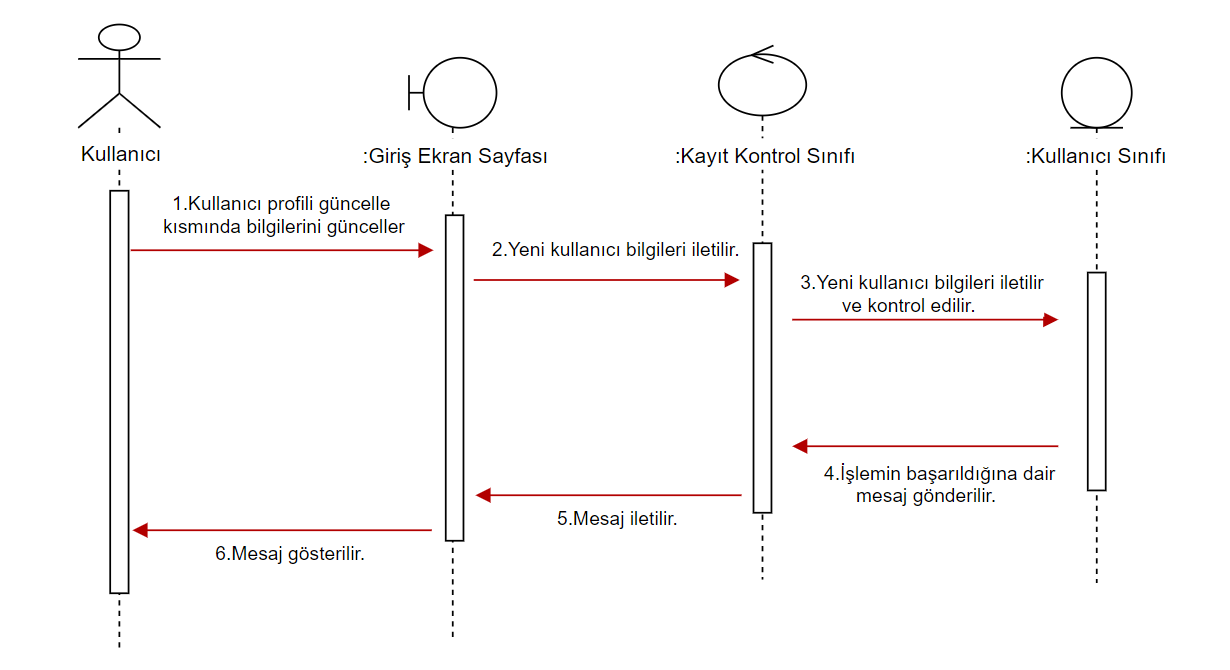 Kullanıcı
:Giriş Ekran Sayfası
:Kayıt Kontrol Sınıfı
:Kullanıcı Sınıfı
1.Kullanıcı profili güncelle
kısmında bilgilerini günceller
2.Yeni kullanıcı bilgileri iletilir.
3.Yeni kullanıcı bilgileri iletilir
ve kontrol edilir.
4.İşlemin başarıldığına dair
mesaj gönderilir.
5.Mesaj iletilir.
6.Mesaj gösterilir.